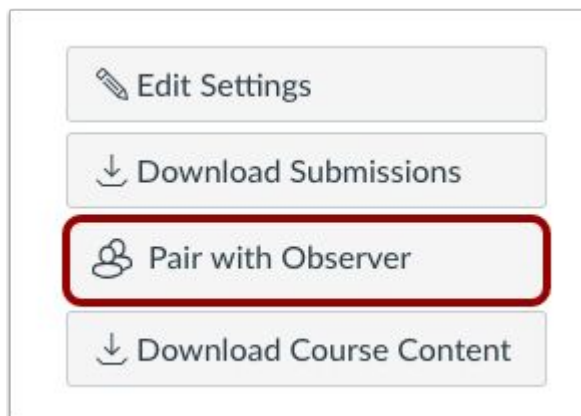 Edit Settings
Download Submissions
Pair with Observer
Download Course Content